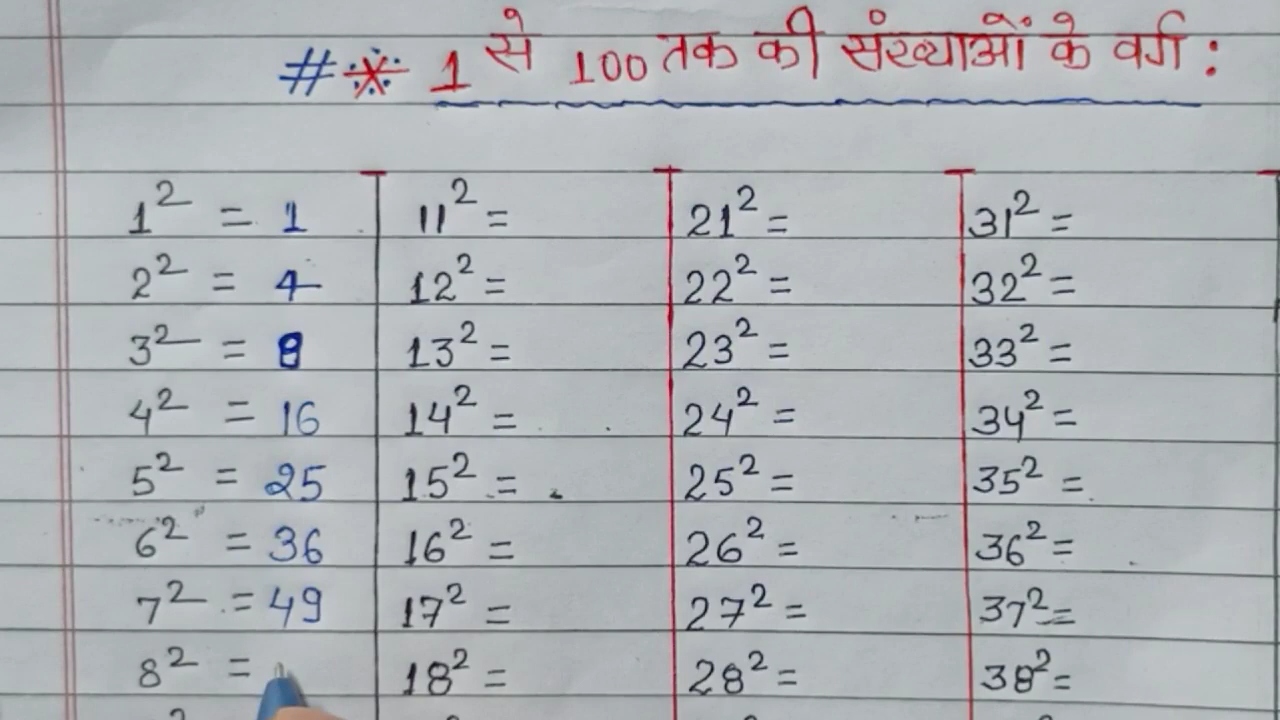 #* 1 से 100 तक की संख्याओं के वर्ग :
1² = 1 11² = 21² = 31² =
2² = 4 12² = 22² = 32² =
3² = 8 13² = 23² = 33² =
4² = 16 14² = 24² = 34² =
5² = 25 15² = 25² = 35² =
6² = 36 16² = 26² = 36² =
7² = 49 17² = 27² = 37² =
8² = 18² = 28² = 38² =